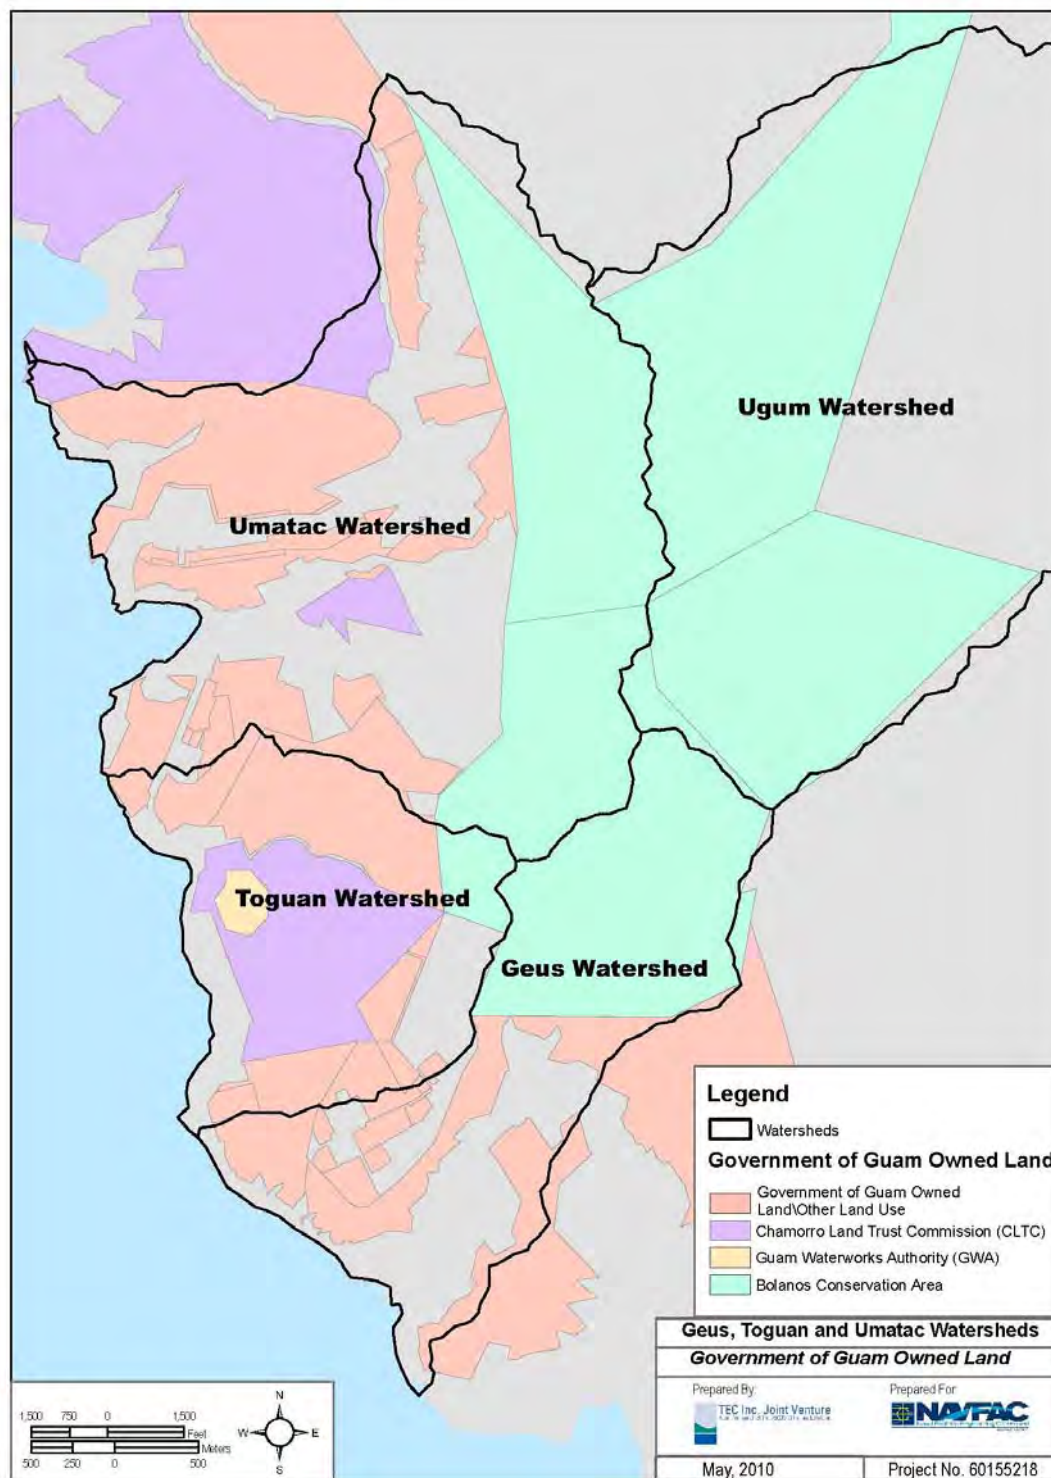 Ugum Watershed
Umatac Watershed
Toguan Watershed
Geus Watershed
Legend
Watersheds
Government of Guam Owned Land
Government of Guam Owned
Land\Other Land Use
Chamorro Land Trust Commission (CLTC)
Guam Waterworks Authority (GWA)
Bolanos Conservation Area
Geus, Toguan and Umatac Watersheds
Government of Guam Owned Land
Prepared By:
TEC Inc. Joint Venture
Prepared For
NAVFAC
May, 2010
Project No. 60155218
1,500 750 0 1,500
Feet
Meters
500 250 0 500
N
W E
S